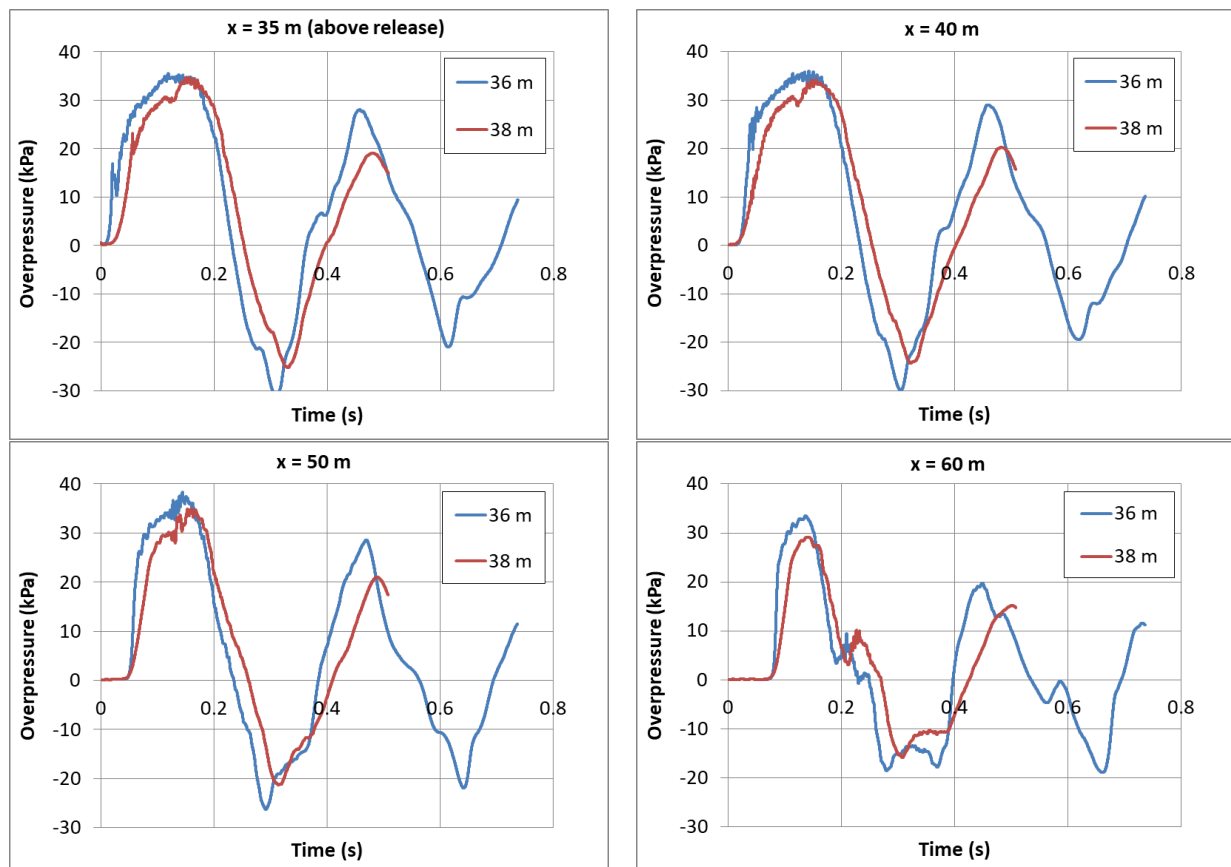 x = 35 m (above release)
40
30
20
10
0
-10
-20
-30
0
0.2
0.4
0.6
0.8
Overpressure (kPa)
Time (s)
36 m
38 m
x = 40 m
40
30
20
10
0
-10
-20
-30
0
0.2
0.4
0.6
0.8
Overpressure (kPa)
Time (s)
36 m
38 m
x = 50 m
40
30
20
10
0
-10
-20
-30
0
0.2
0.4
0.6
0.8
Overpressure (kPa)
Time (s)
36 m
38 m
x = 60 m
40
30
20
10
0
-10
-20
-30
0
0.2
0.4
0.6
0.8
Overpressure (kPa)
Time (s)
36 m
38 m